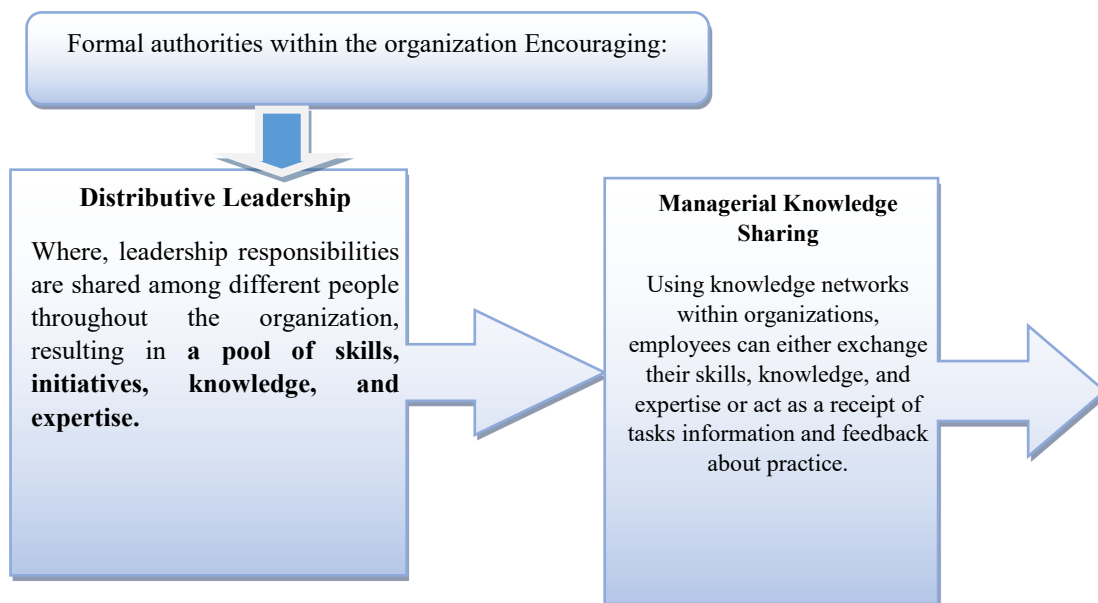 Formal authorities within the organization Encouraging:
Distributive Leadership
Where, leadership responsibilities
are shared among different people
throughout the organization,
resulting in a pool of skills,
initiatives, knowledge, and
expertise.
Managerial Knowledge
Sharing
Using knowledge networks
within organizations,
employees can either exchange
their skills, knowledge, and
expertise or act as a receipt of
tasks information and feedback
about practice.